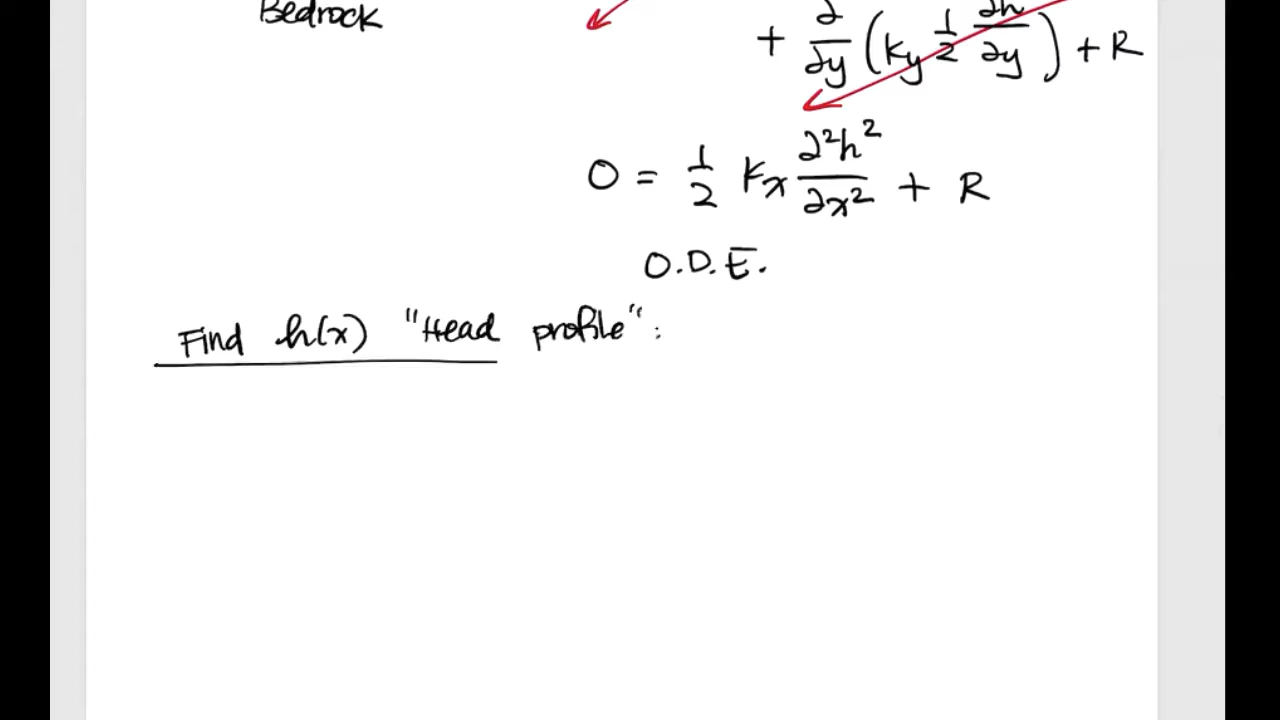 Bedrock
+ ∂/∂y (Ky 1/2 ∂h/∂y) + R
0 = 1/2 Kx ∂²h²/∂x² + R
O.D.E.
Find h(x) "Head profile":